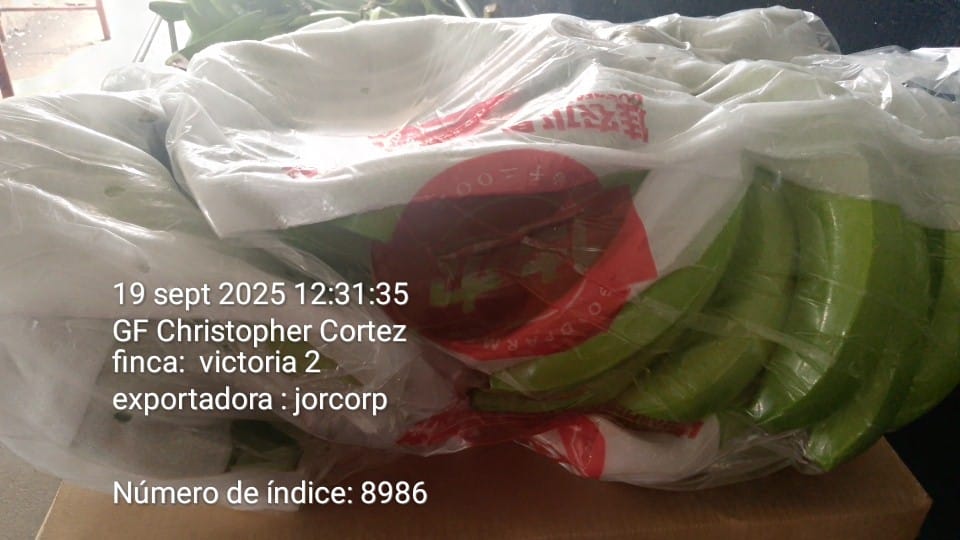 19 sept 2025 12:31:35
GF Christopher Cortez
finca:  victoria 2
exportadora : jorcorp
Número de índice: 8986